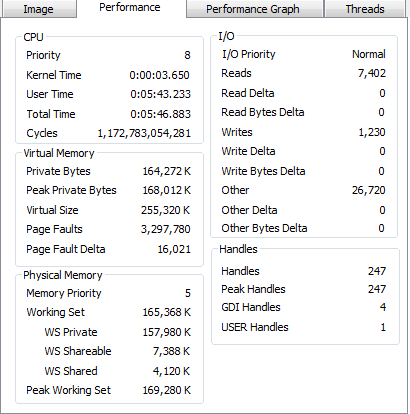 Image Performance Performance Graph Threads
CPU
Priority 8
Kernel Time 0:00:03.650
User Time 0:05:43.233
Total Time 0:05:46.883
Cycles 1,172,783,054,281
Virtual Memory
Private Bytes 164,272 K
Peak Private Bytes 168,012 K
Virtual Size 255,320 K
Page Faults 3,297,780
Page Fault Delta 16,021
Physical Memory
Memory Priority 5
Working Set 165,368 K
WS Private 157,980 K
WS Shareable 7,388 K
WS Shared 4,120 K
Peak Working Set 169,280 K
I/O
I/O Priority Normal
Reads 7,402
Read Delta 0
Read Bytes Delta 0
Writes 1,230
Write Delta 0
Write Bytes Delta 0
Other 26,720
Other Delta 0
Other Bytes Delta 0
Handles
Handles 247
Peak Handles 247
GDI Handles 4
USER Handles 1